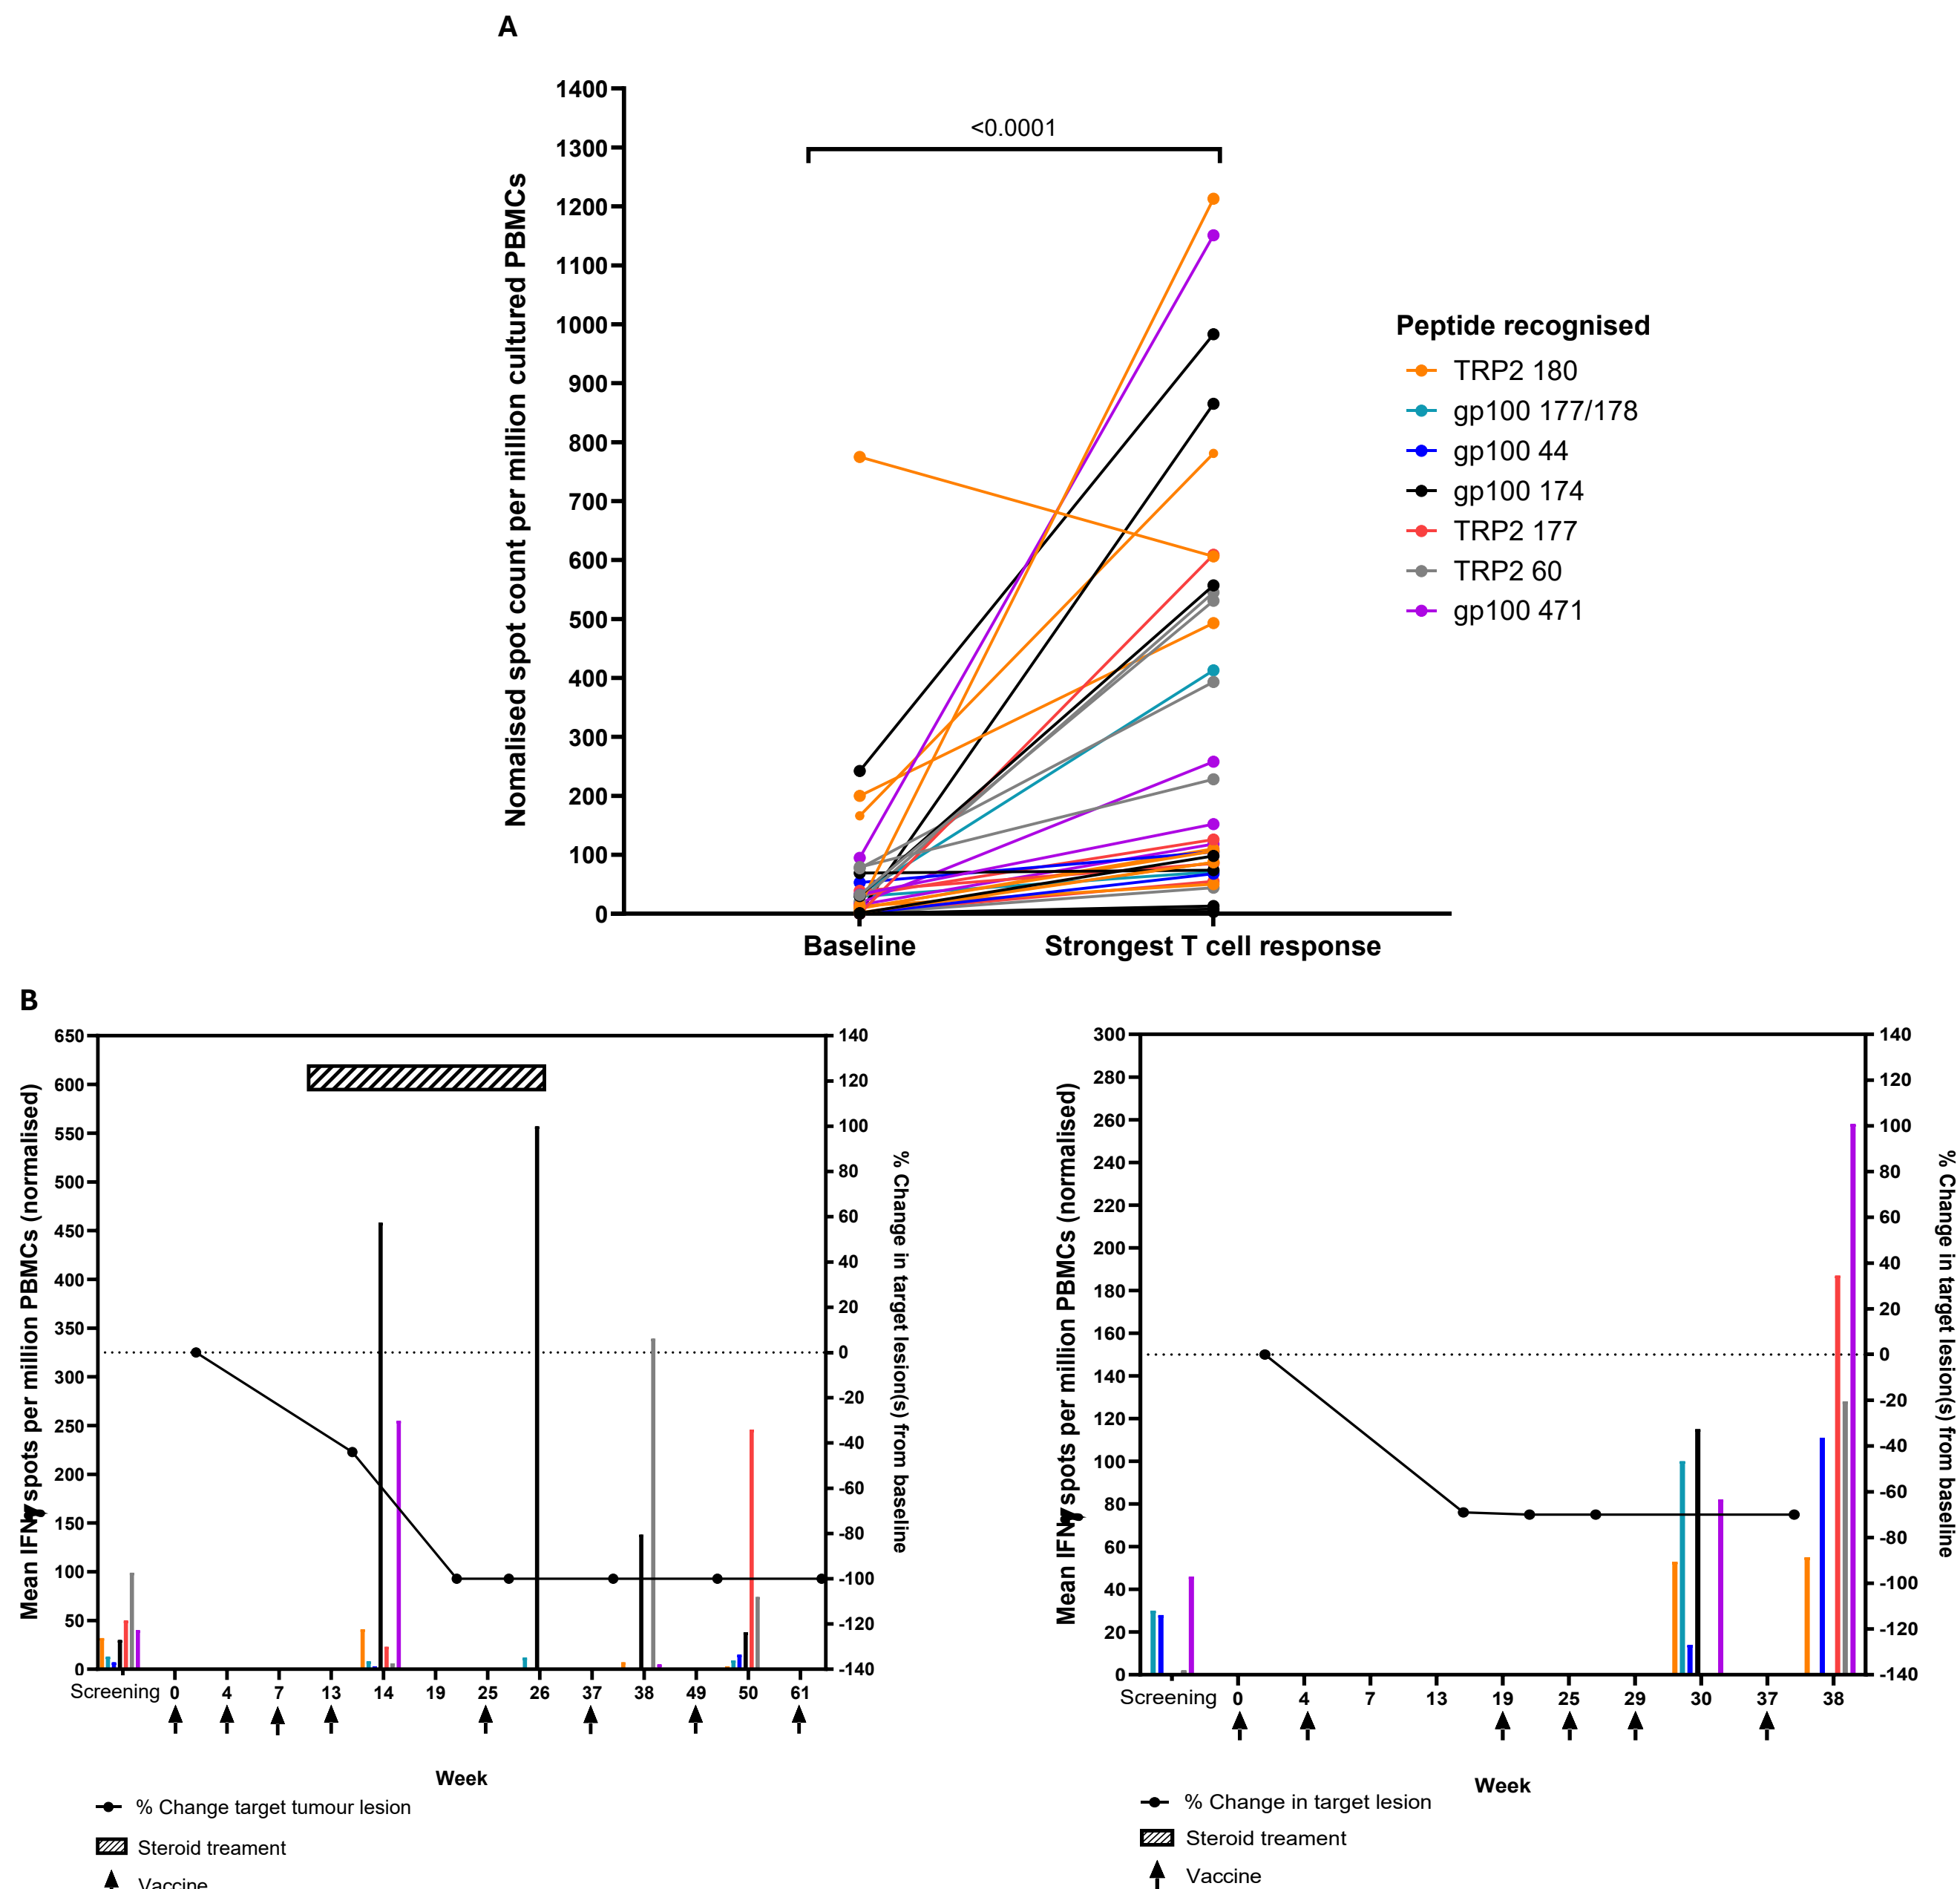 A
1400
1300
1200
1100
1000
900
800
700
600
500
400
300
200
100
0
Nomalised spot count per million cultured PBMCs
<0.0001
Baseline
Strongest T cell response
Peptide recognised
TRP2 180
gp100 177/178
gp100 44
gp100 174
TRP2 177
TRP2 60
gp100 471
B
650
600
550
500
450
400
350
300
250
200
150
100
50
0
Mean IFNγ spots per million PBMCs (normalised)
140
120
100
80
60
40
20
0
-20
-40
-60
-80
-100
-120
-140
% Change in target lesion(s) from baseline
Screening 0 4 7 13 14 19 25 26 37 38 49 50 61
Week
% Change target tumour lesion
Steroid treament
Vaccine
300
280
260
240
220
200
180
160
140
120
100
80
60
40
20
0
Mean IFNγ spots per million PBMCs (normalised)
140
120
100
80
60
40
20
0
-20
-40
-60
-80
-100
-120
-140
% Change in target lesion(s) from baseline
Screening 0 4 7 13 19 25 29 30 37 38
Week
% Change in target lesion
Steroid treament
Vaccine